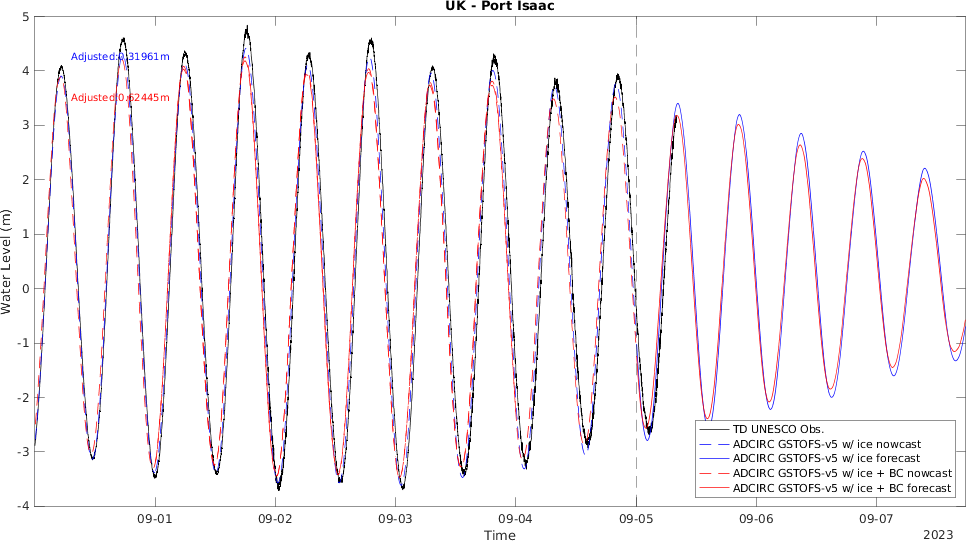 UK - Port Isaac
Water Level (m)
5
4
3
2
1
0
-1
-2
-3
-4
Adjusted:0.31961m
Adjusted:0.62445m
TD UNESCO Obs.
ADCIRC GSTOFS-v5 w/ ice nowcast
ADCIRC GSTOFS-v5 w/ ice forecast
ADCIRC GSTOFS-v5 w/ ice + BC nowcast
ADCIRC GSTOFS-v5 w/ ice + BC forecast
09-01 09-02 09-03 09-04 09-05 09-06 09-07
Time
2023